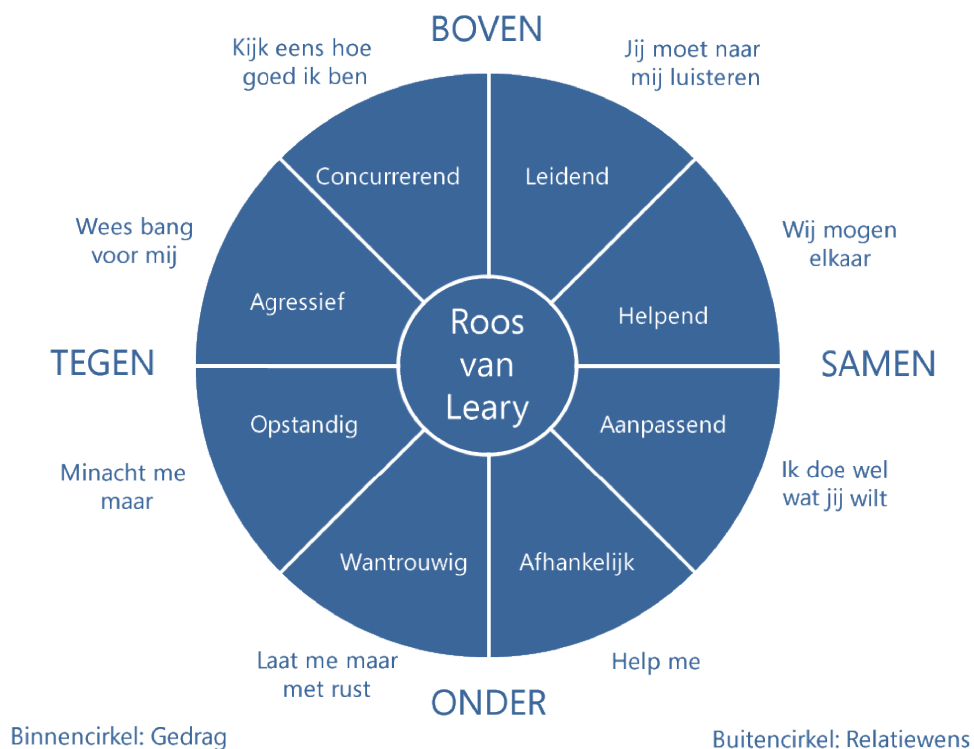 BOVEN
Kijk eens hoe
goed ik ben
Jij moet naar
mij luisteren
Concurrerend
Leidend
Wees bang
voor mij
Wij mogen
elkaar
Agressief
Helpend
Roos
van
Leary
TEGEN
SAMEN
Opstandig
Aanpassend
Minacht me
maar
Ik doe wel
wat jij wilt
Wantrouwig
Afhankelijk
Laat me maar
met rust
Help me
ONDER
Binnencirkel: Gedrag
Buitencirkel: Relatiewens